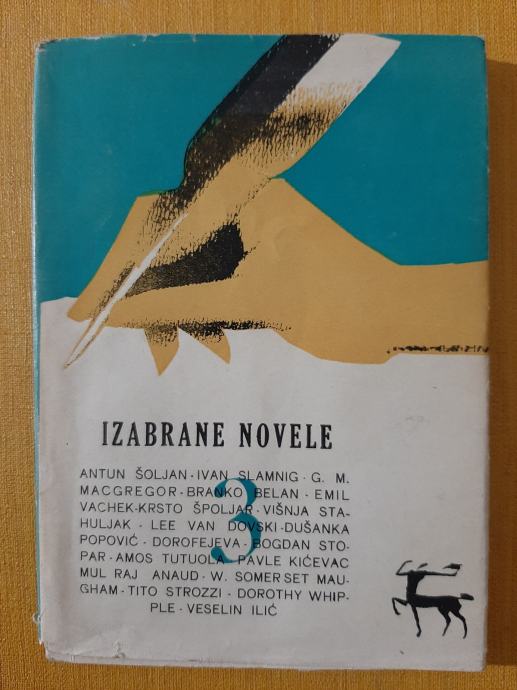 IZABRANE NOVELE
3
ANTUN ŠOLJAN · IVAN SLAMNIG · G. M.
MACGREGOR · BRANKO BELAN · EMIL
VACHEK-KRSTO ŠPOLJAR · VIŠNJA STA-
HULJAK · LEE VAN DOVSKI · DUŠANKA
POPOVIĆ · DOROFEJEVA · BOGDAN STO-
PAR · AMOS TUTUOLA · PAVLE KIĆEVAC
MUL RAJ ANAUD · W. SOMERSET MAU-
GHAM · TITO STROZZI · DOROTHY WHIP-
PLE · VESELIN ILIĆ